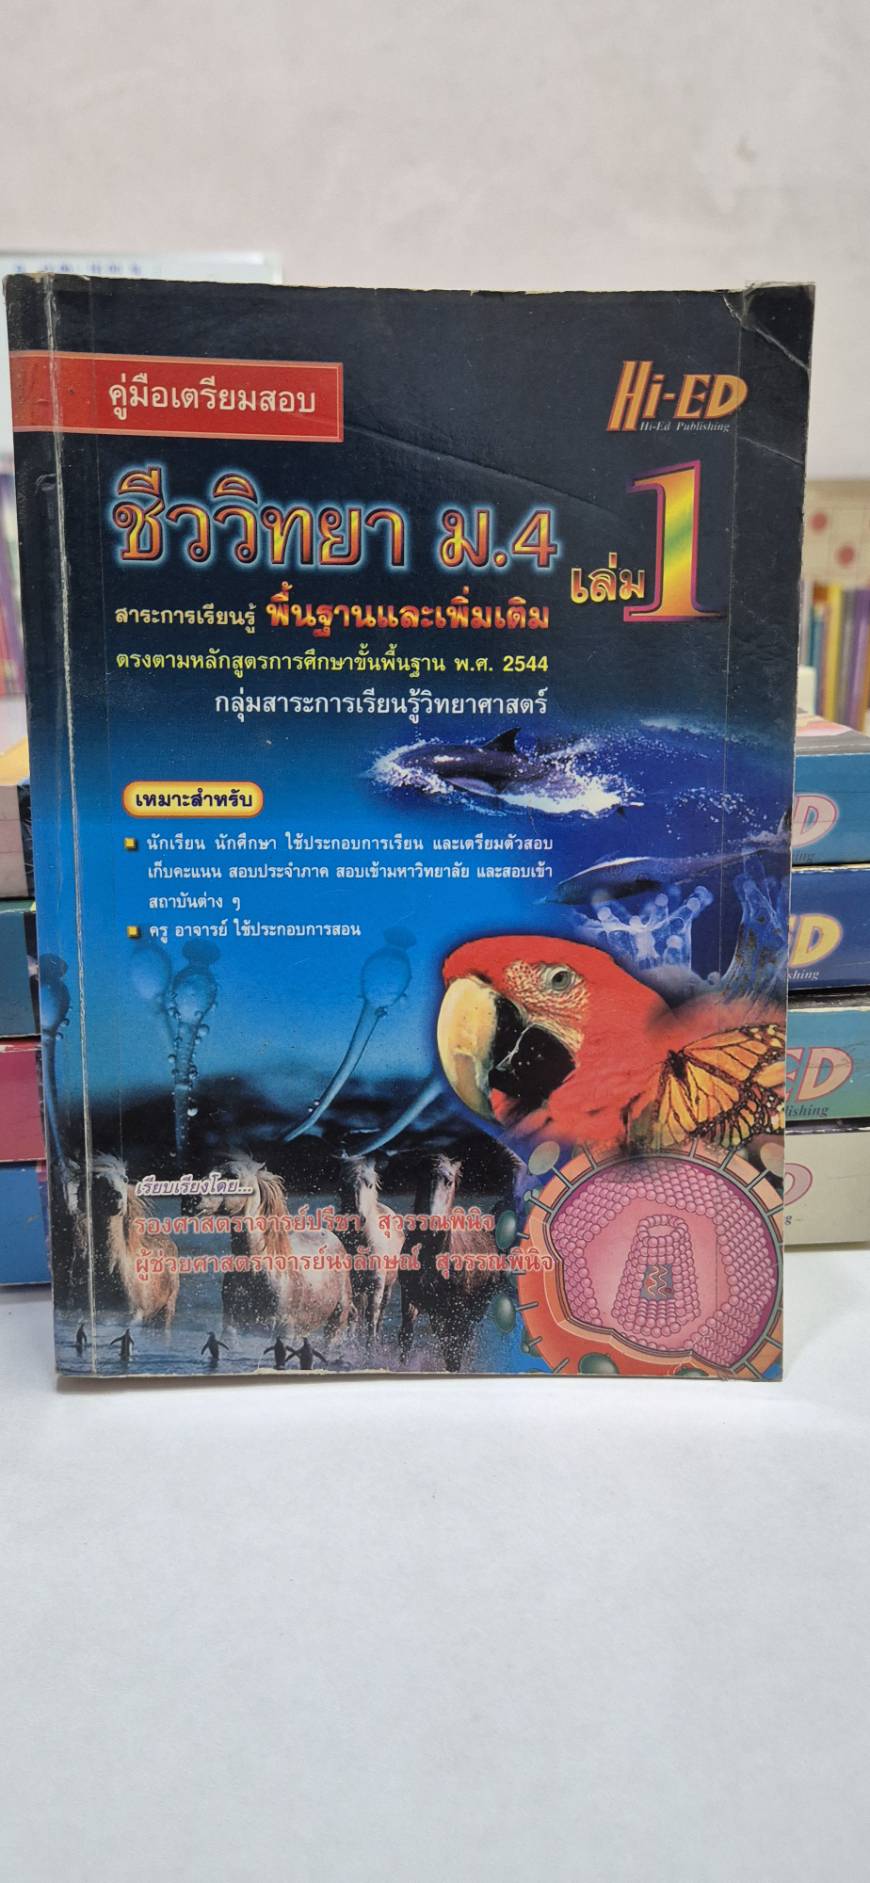 คู่มือเตรียมสอบ
Hi-ED
Hi-Ed Publishing
ชีววิทยา ม.4
เล่ม 1
สาระการเรียนรู้ พื้นฐานและเพิ่มเติม
ตรงตามหลักสูตรการศึกษาขั้นพื้นฐาน พ.ศ. 2544
กลุ่มสาระการเรียนรู้วิทยาศาสตร์
เหมาะสำหรับ
นักเรียน นักศึกษา ใช้ประกอบการเรียน และเตรียมตัวสอบ
เก็บคะแนน สอบประจำภาค สอบเข้ามหาวิทยาลัย และสอบเข้า
สถาบันต่าง ๆ
ครู อาจารย์ ใช้ประกอบการสอน
เรียบเรียงโดย...
รองศาสตราจารย์ปรีชา สุวรรณพินิจ
ผู้ช่วยศาสตราจารย์นงลักษณ์ สุวรรณพินิจ